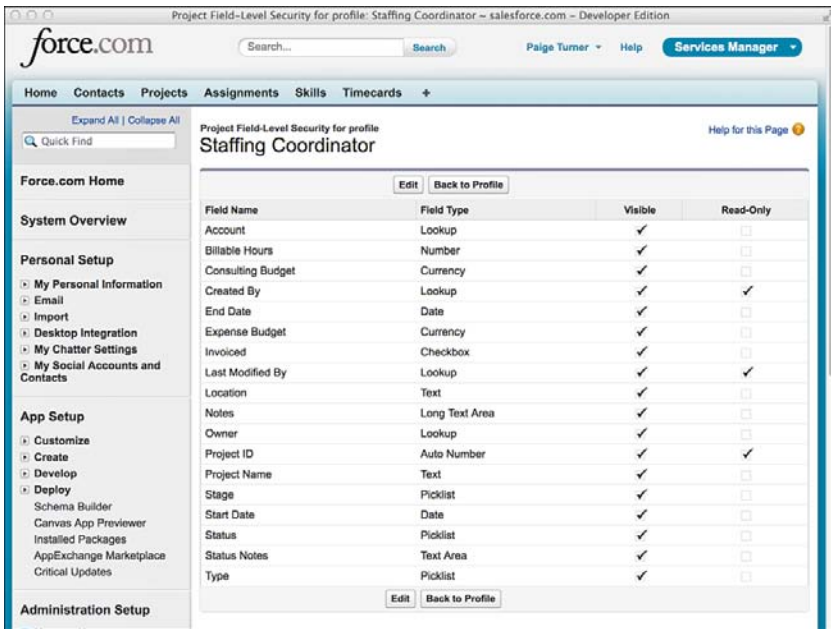 Project Field-Level Security for profile: Staffing Coordinator ~ salesforce.com - Developer Edition
force.com
Search...
Search
Paige Turner
Help
Services Manager
Home Contacts Projects Assignments Skills Timecards +
Expand All | Collapse All
Quick Find
Force.com Home
System Overview
Personal Setup
My Personal Information
Email
Import
Desktop Integration
My Chatter Settings
My Social Accounts and
Contacts
App Setup
Customize
Create
Develop
Deploy
Schema Builder
Canvas App Previewer
Installed Packages
AppExchange Marketplace
Critical Updates
Administration Setup
Project Field-Level Security for profile
Staffing Coordinator
Help for this Page ?
Edit Back to Profile
Field Name Field Type Visible Read-Only
Account Lookup ✓
Billable Hours Number ✓
Consulting Budget Currency ✓
Created By Lookup ✓ ✓
End Date Date ✓
Expense Budget Currency ✓
Invoiced Checkbox ✓
Last Modified By Lookup ✓ ✓
Location Text ✓
Notes Long Text Area ✓
Owner Lookup ✓
Project ID Auto Number ✓ ✓
Project Name Text ✓
Stage Picklist ✓
Start Date Date ✓
Status Picklist ✓
Status Notes Text Area ✓
Type Picklist ✓
Edit Back to Profile